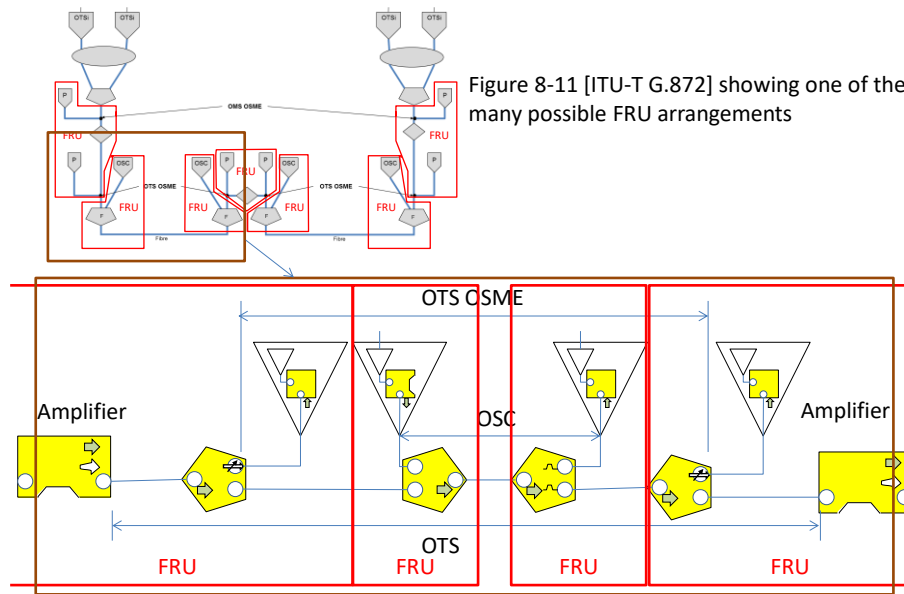 OTSi OTSi OTSi OTSi
Figure 8-11 [ITU-T G.872] showing one of the
many possible FRU arrangements
P P
OMS OSME
FRU FRU
P OSC OSC P P OSC OSC P
FRU
OTS OSME OTS OSME
FRU FRU FRU FRU
F F F F
Fibre Fibre
OTS OSME
Amplifier Amplifier
OSC
OTS
FRU FRU FRU FRU